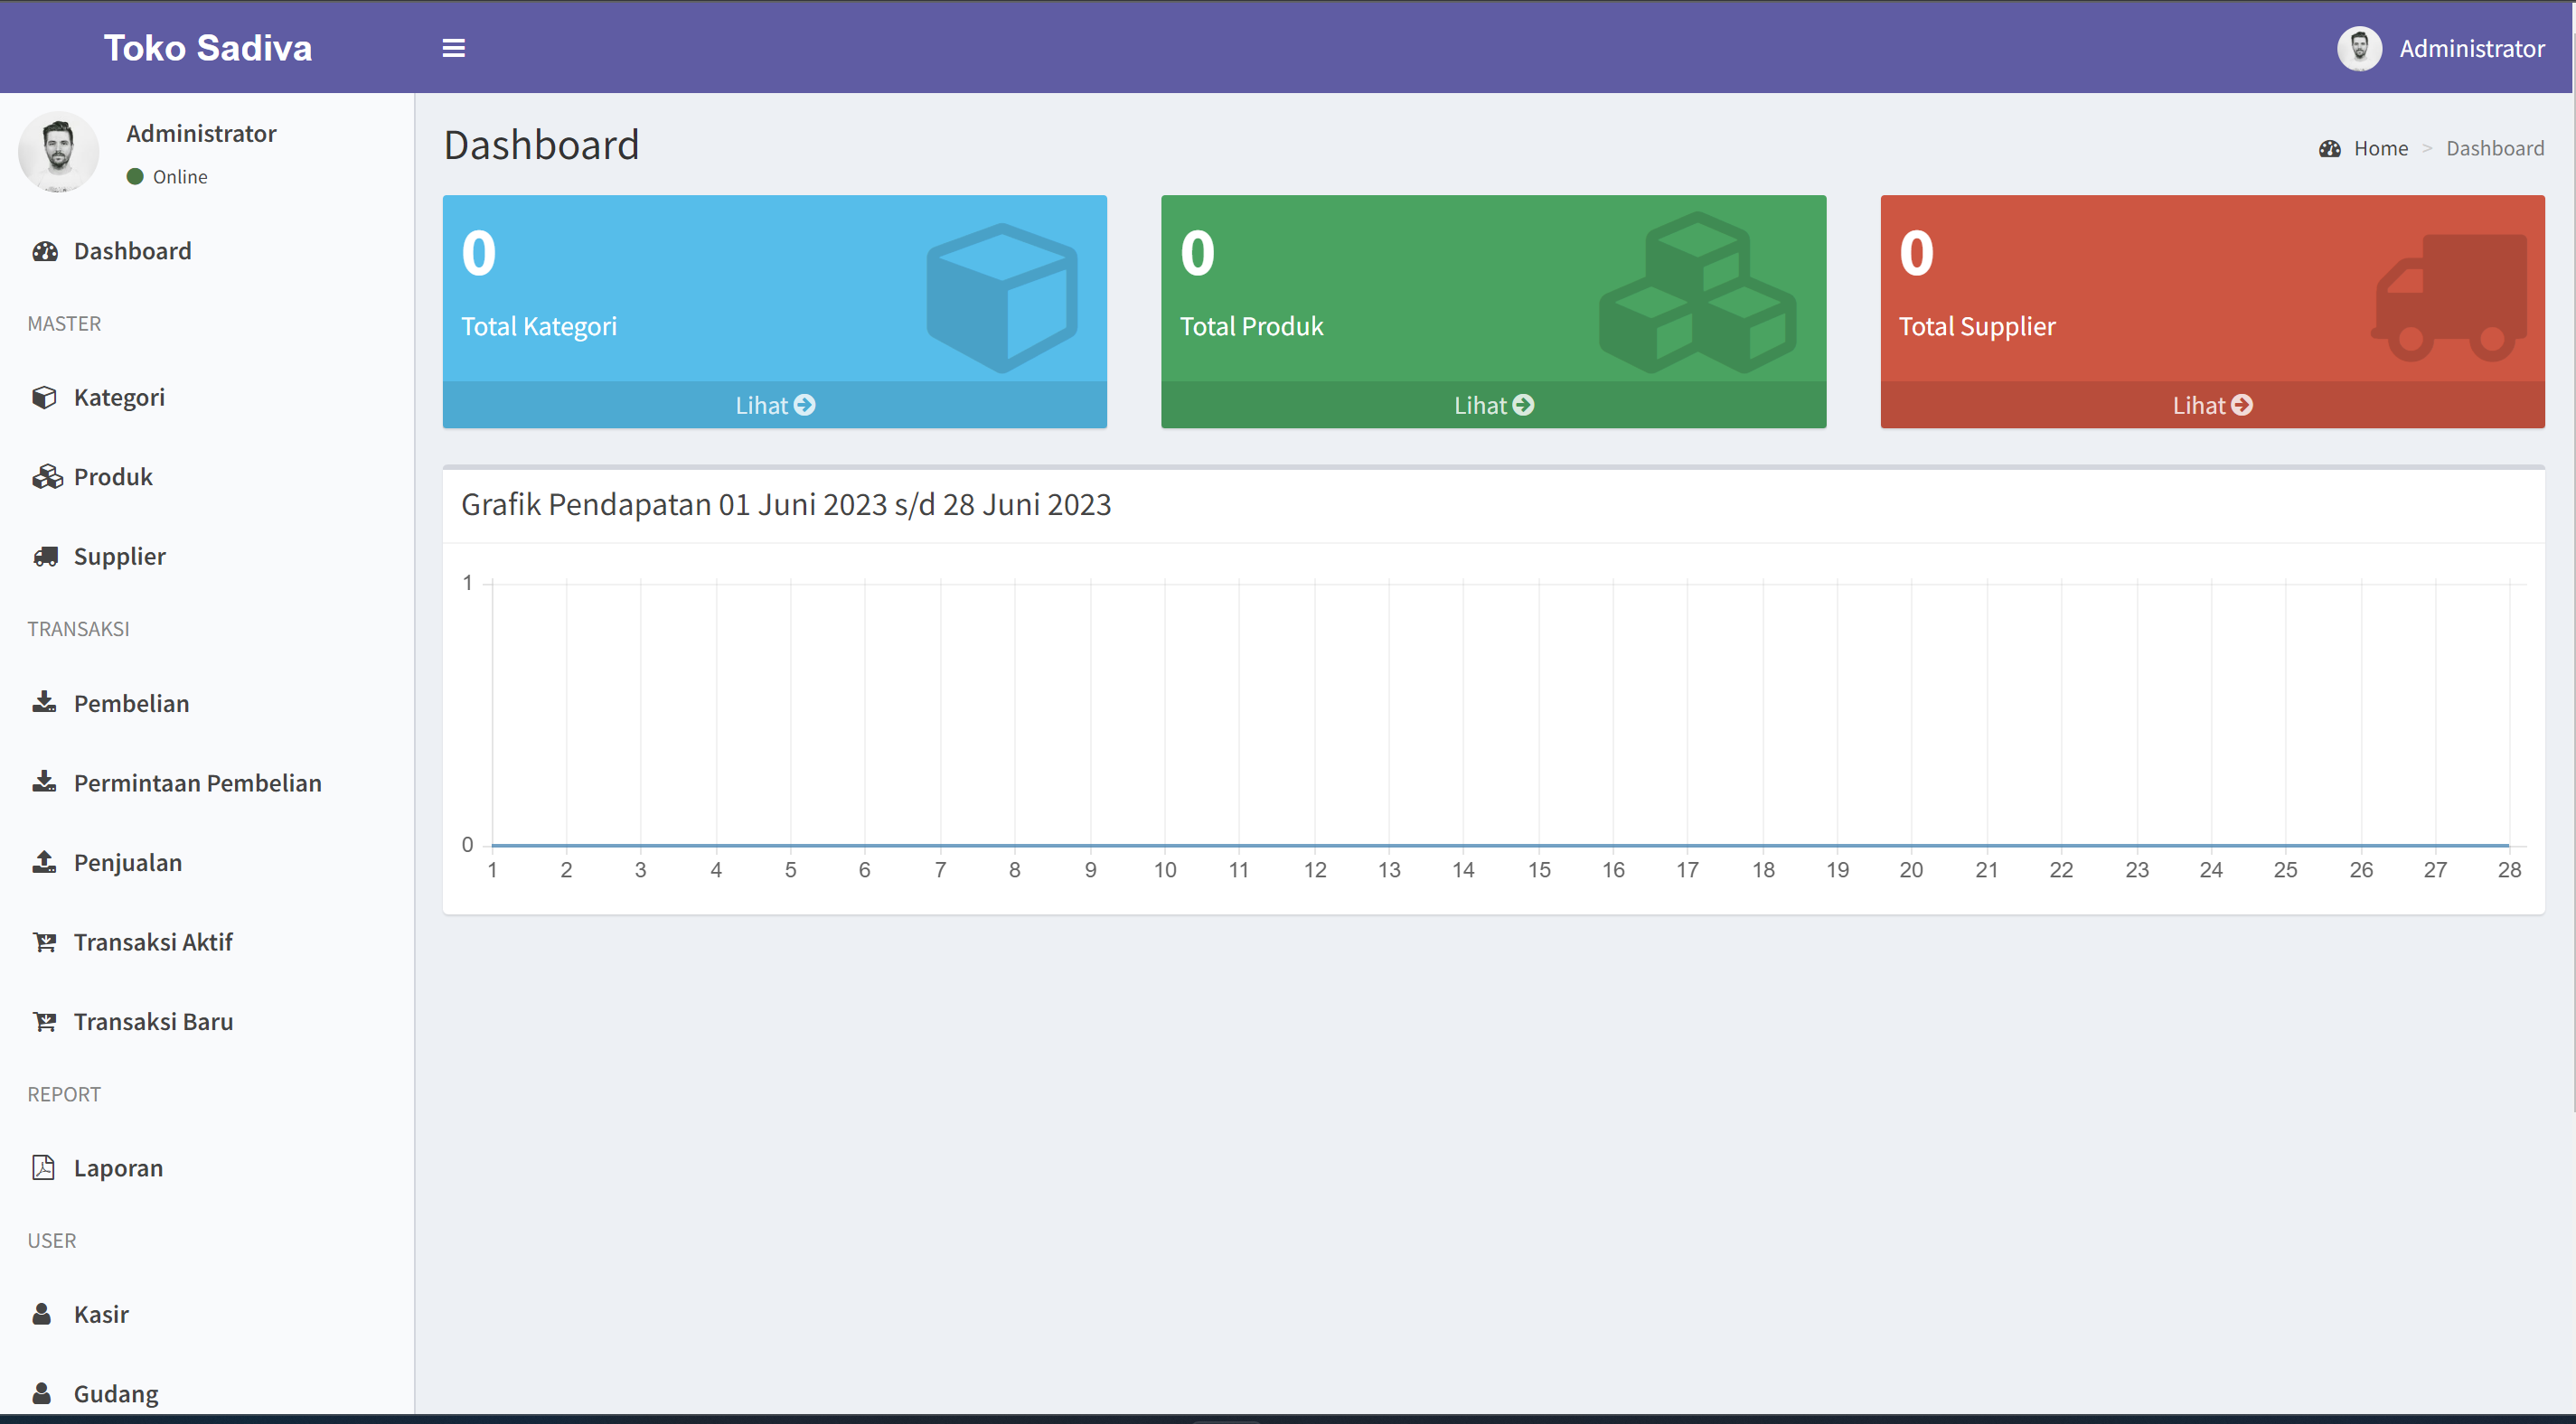 Toko Sadiva
Administrator
Administrator
Online
Dashboard
MASTER
Kategori
Produk
Supplier
TRANSAKSI
Pembelian
Permintaan Pembelian
Penjualan
Transaksi Aktif
Transaksi Baru
REPORT
Laporan
USER
Kasir
Gudang
Dashboard
Home > Dashboard
0
Total Kategori
Lihat
0
Total Produk
Lihat
0
Total Supplier
Lihat
Grafik Pendapatan 01 Juni 2023 s/d 28 Juni 2023
1
0
1 2 3 4 5 6 7 8 9 10 11 12 13 14 15 16 17 18 19 20 21 22 23 24 25 26 27 28